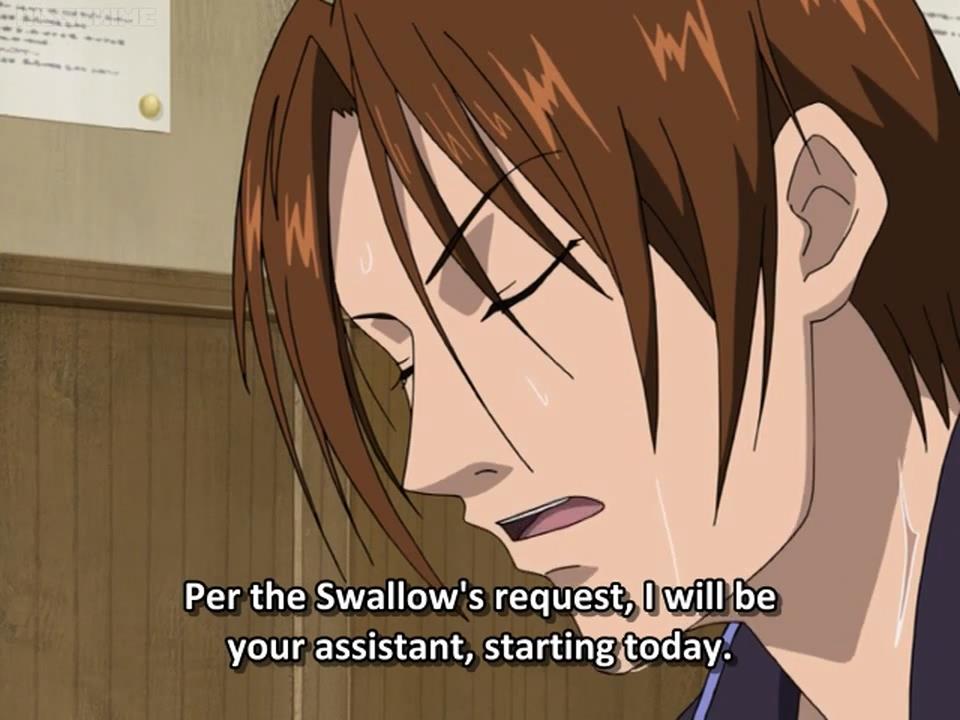 Per the Swallow's request, I will be
your assistant, starting today.